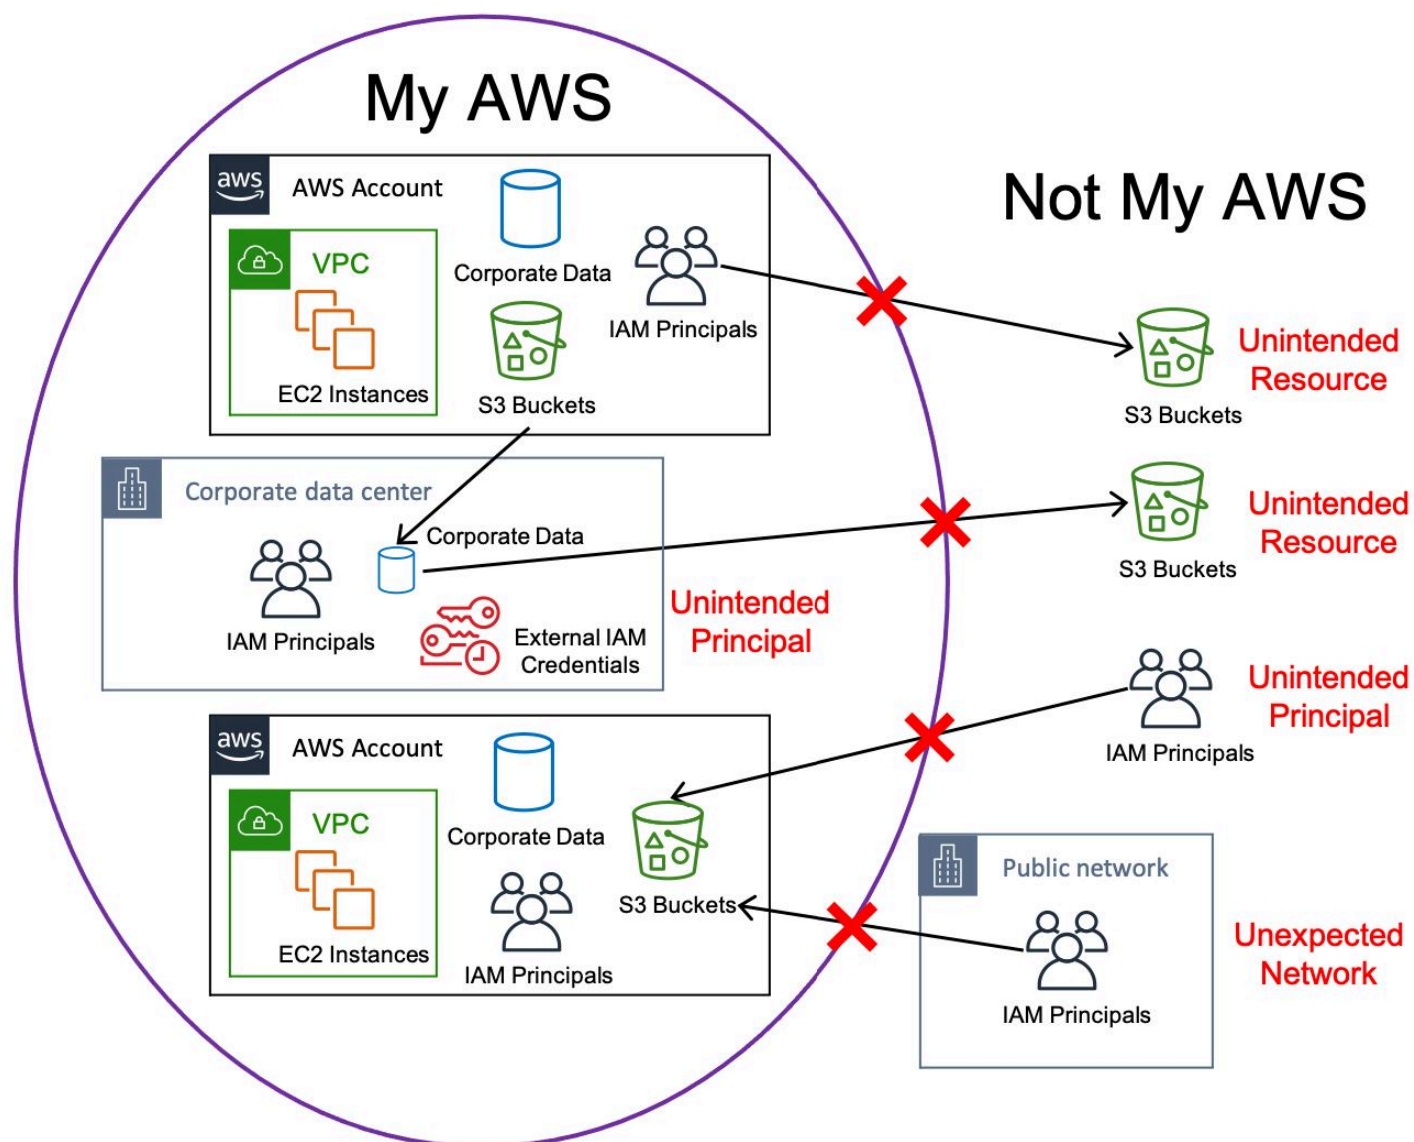 My AWS
Not My AWS
aws
AWS Account
VPC
EC2 Instances
Corporate Data
S3 Buckets
IAM Principals
S3 Buckets
Unintended
Resource
Corporate data center
IAM Principals
Corporate Data
External IAM
Credentials
Unintended
Principal
S3 Buckets
Unintended
Resource
IAM Principals
Unintended
Principal
aws
AWS Account
VPC
EC2 Instances
Corporate Data
IAM Principals
S3 Buckets
Public network
IAM Principals
Unexpected
Network